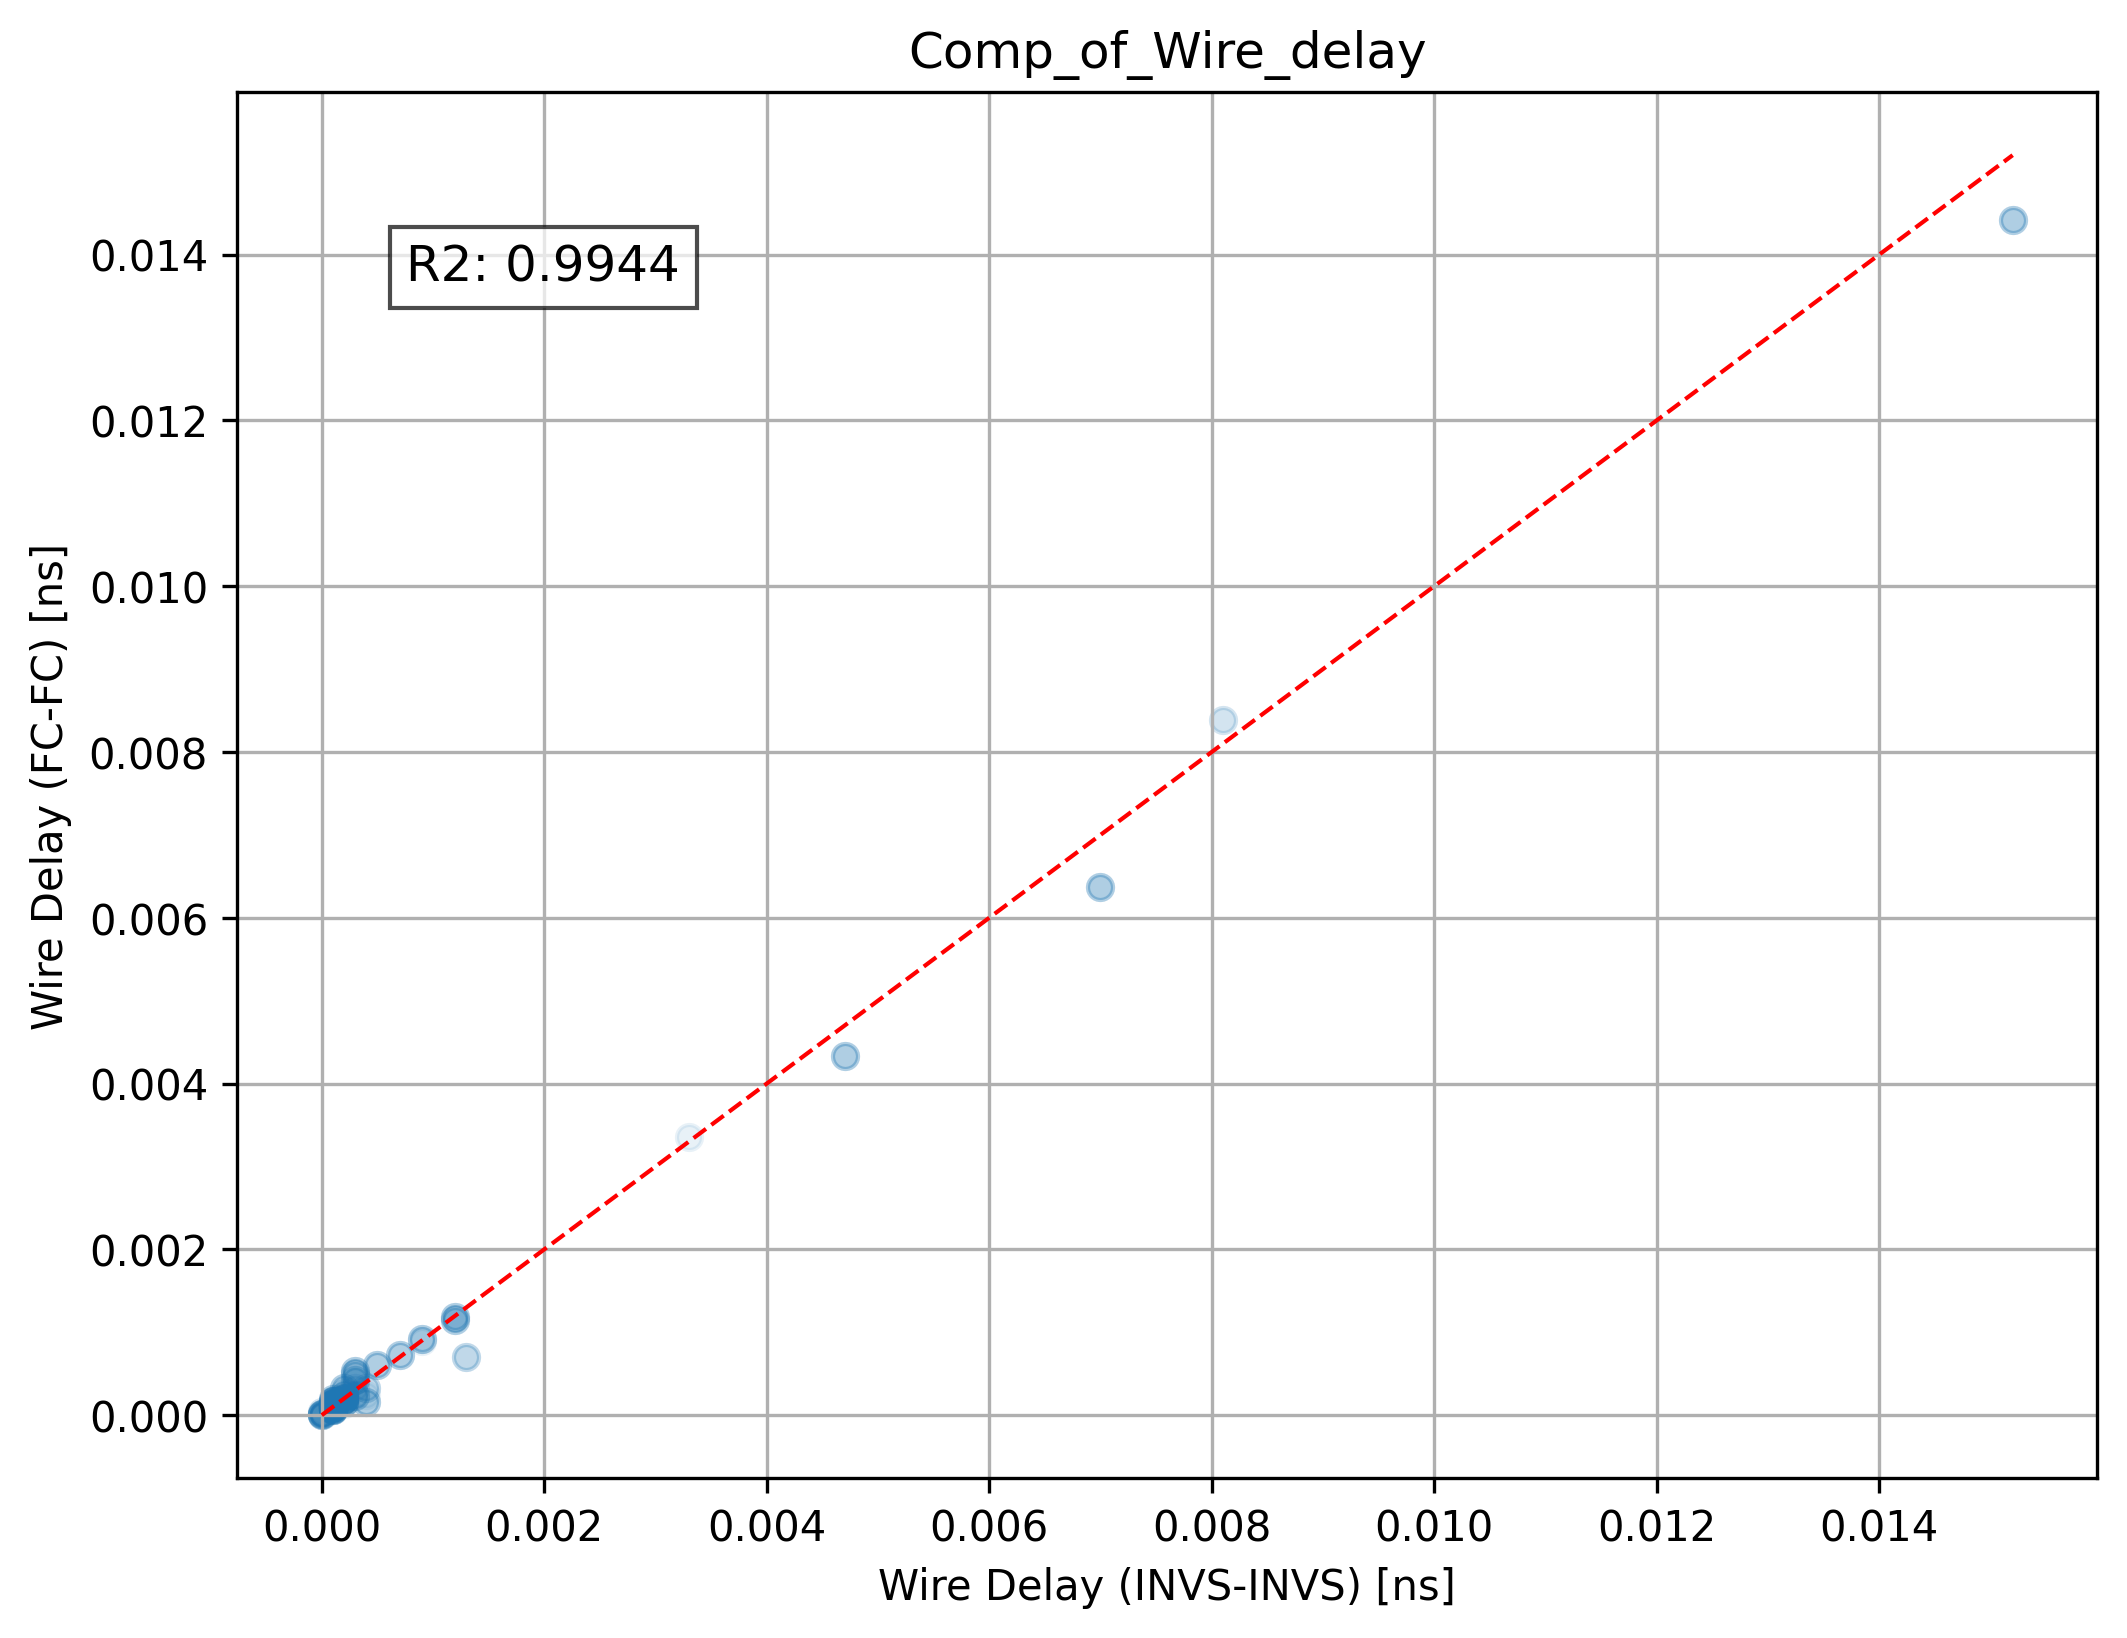 Comp_of_Wire_delay
R2: 0.9944
Wire Delay (FC-FC) [ns]
0.014
0.012
0.010
0.008
0.006
0.004
0.002
0.000
0.000 0.002 0.004 0.006 0.008 0.010 0.012 0.014
Wire Delay (INVS-INVS) [ns]